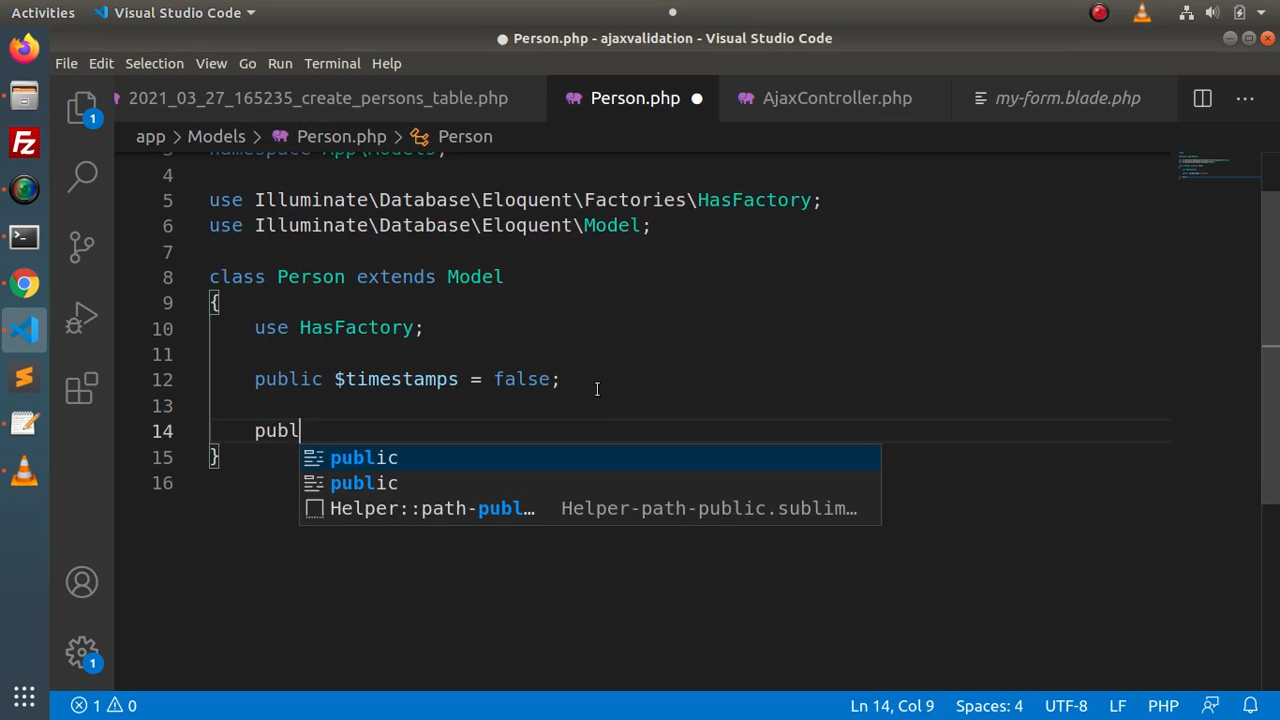 Activities Visual Studio Code
Person.php - ajaxvalidation - Visual Studio Code
File Edit Selection View Go Run Terminal Help
2021_03_27_165235_create_persons_table.php Person.php AjaxController.php my-form.blade.php
app > Models > Person.php > Person
3 namespace App\Models;
4
5 use Illuminate\Database\Eloquent\Factories\HasFactory;
6 use Illuminate\Database\Eloquent\Model;
7
8 class Person extends Model
9 {
10 use HasFactory;
11
12 public $timestamps = false;
13
14 publ
public
15 }
public
16
Helper::path-publ... Helper-path-public.sublim...
1
1
1 0 Ln 14, Col 9 Spaces: 4 UTF-8 LF PHP